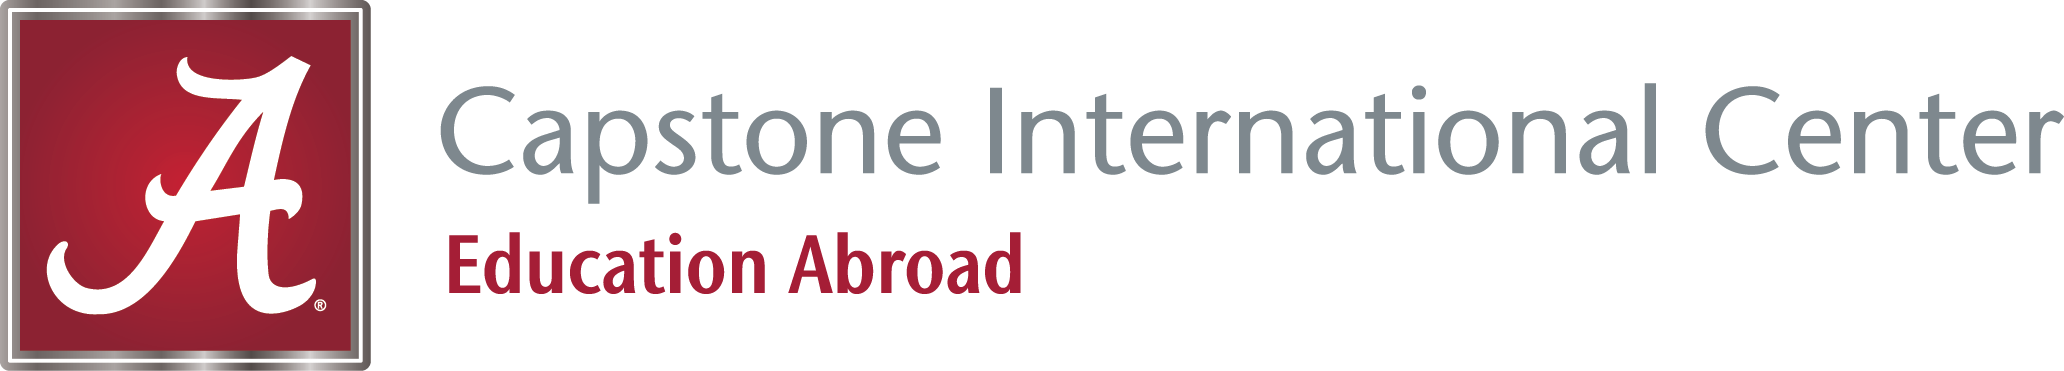 A®
Capstone International Center
Education Abroad